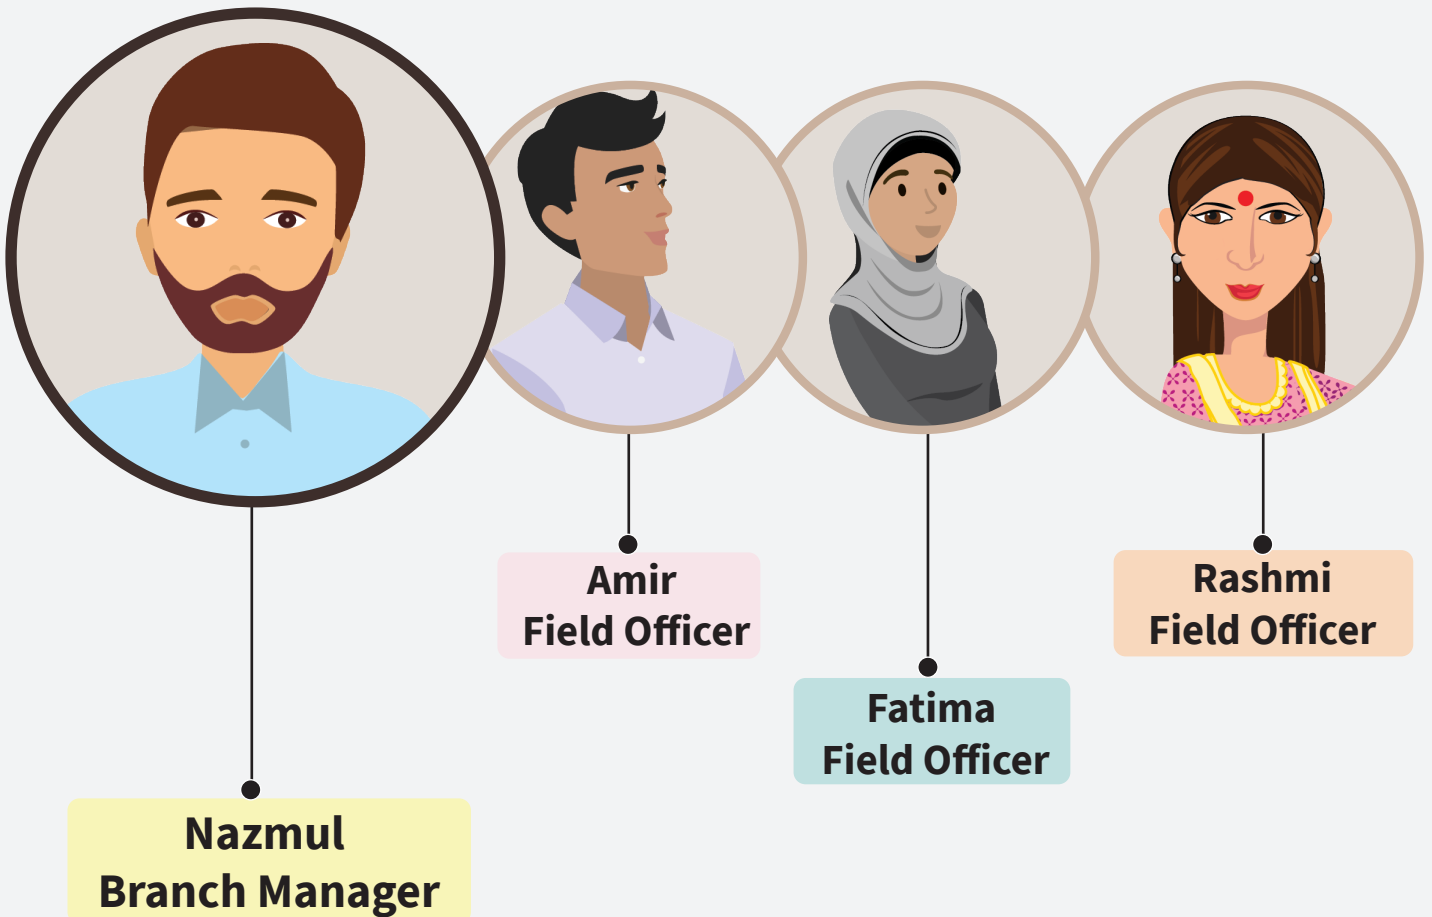 Amir
Field Officer
Rashmi
Field Officer
Fatima
Field Officer
Nazmul
Branch Manager